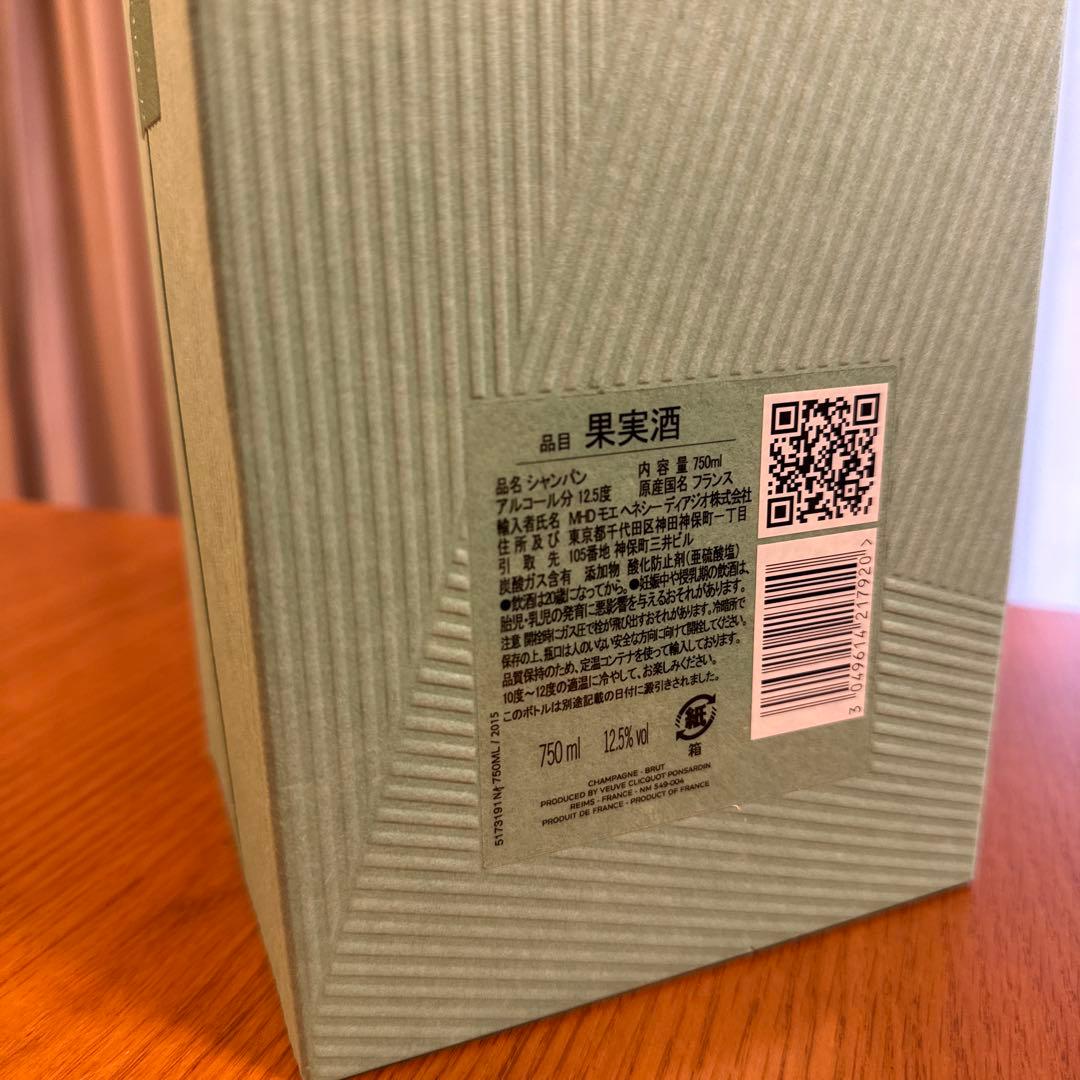 品目 果実酒
品名 シャンパン 内容量 750ml
アルコール分 12.5度 原産国名 フランス
輸入者氏名 MHD モエ ヘネシー ディアジオ株式会社
住所及び 東京都千代田区神田神保町一丁目
引取先 105番地 神保町三井ビル
炭酸ガス含有 添加物 酸化防止剤(亜硫酸塩)
●飲酒は20歳になってから。●妊娠中や授乳期の飲酒は、
胎児・乳児の発育に悪影響を与えるおそれがあります。
注意 開栓時にガス圧で栓が飛び出すおそれがあります。冷暗所で
保存の上、瓶口は人のいない安全な方向に向けて開栓してください。
品質保持のため、定温コンテナを使って輸入しております。
10度～12度の適温に冷やして、お楽しみください。
このボトルは別途記載の日付に澱引きされました。
750 ml 12.5% vol
紙
箱
CHAMPAGNE - BRUT
PRODUCED BY VEUVE CLICQUOT PONSARDIN
REIMS - FRANCE - NM 549-004
PRODUIT DE FRANCE - PRODUCT OF FRANCE
750ML / 2015
3 049614 217920 >